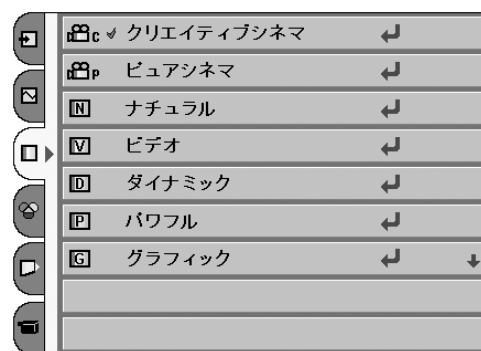 C クリエイティブシネマ
P ピュアシネマ
N ナチュラル
V ビデオ
D ダイナミック
P パワフル
G グラフィック